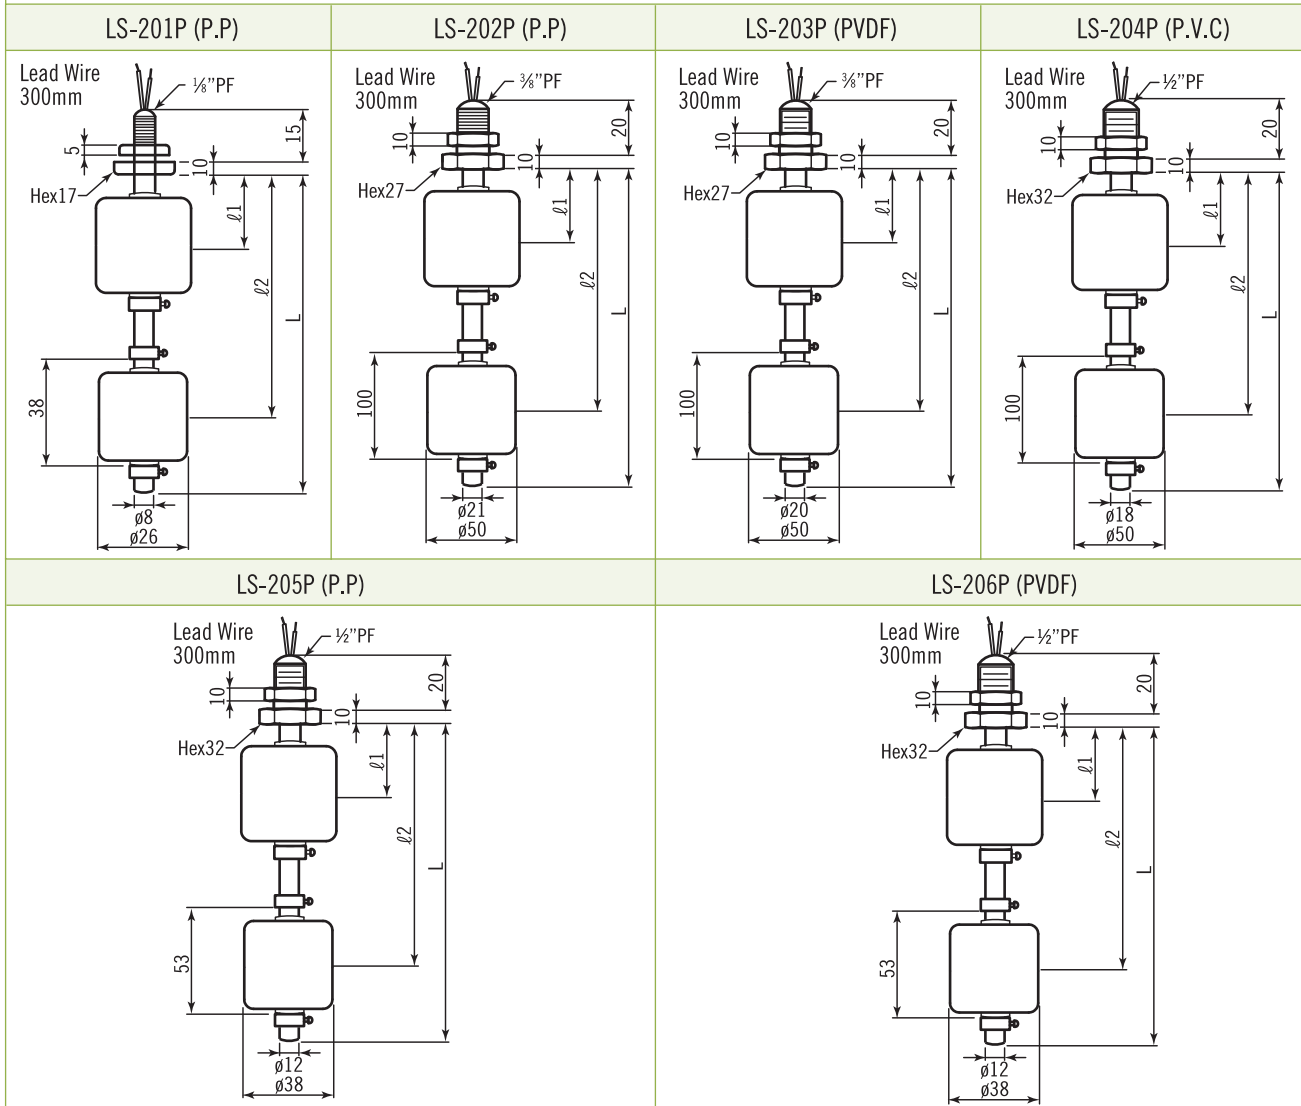 LS-201P (P.P)
LS-202P (P.P)
LS-203P (PVDF)
LS-204P (P.V.C)
Lead Wire
300mm
⅛”PF
15
5
10
Hex17
ℓ1
ℓ2
L
38
ø8
ø26
Lead Wire
300mm
⅜”PF
20
10
10
Hex27
ℓ1
ℓ2
L
100
ø21
ø50
Lead Wire
300mm
⅜”PF
20
10
10
Hex27
ℓ1
ℓ2
L
100
ø20
ø50
Lead Wire
300mm
½”PF
20
10
10
Hex32
ℓ1
ℓ2
L
100
ø18
ø50
LS-205P (P.P)
LS-206P (PVDF)
Lead Wire
300mm
½”PF
20
10
10
Hex32
ℓ1
ℓ2
L
53
ø12
ø38
Lead Wire
300mm
½”PF
20
10
10
Hex32
ℓ1
ℓ2
L
53
ø12
ø38